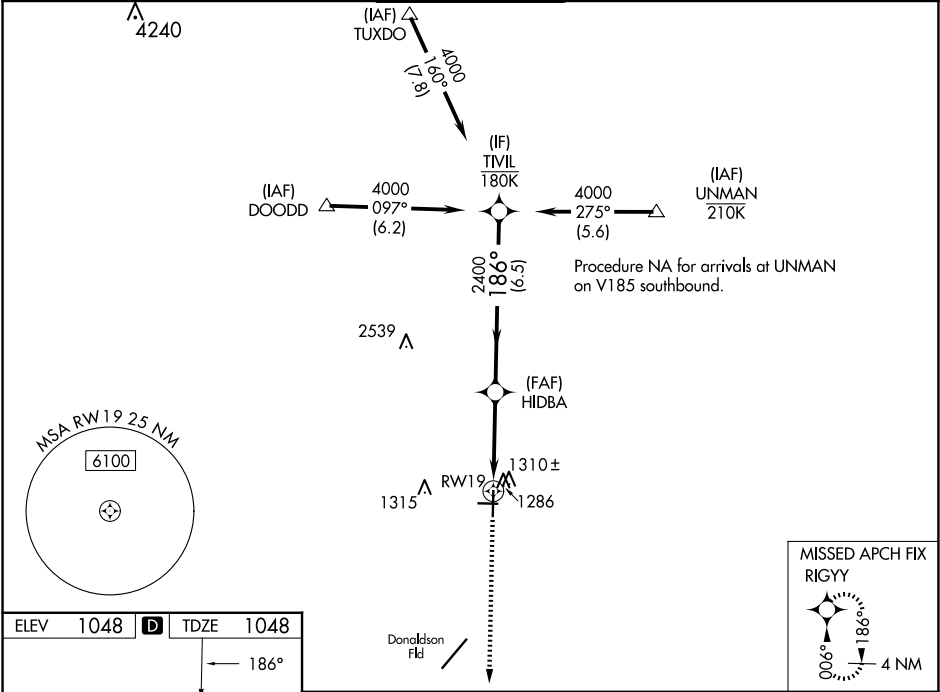 4240
(IAF)
TUXDO
4000
160°
(7.8)
(IF)
TIVIL
180K
(IAF)
DOODD
4000
097°
(6.2)
4000
275°
(5.6)
(IAF)
UNMAN
210K
2400
186°
(6.5)
Procedure NA for arrivals at UNMAN
on V185 southbound.
2539
(FAF)
HIDBA
MSA RW19 25 NM
6100
1315
RW19
1310±
1286
MISSED APCH FIX
RIGYY
006°
186°
4 NM
ELEV 1048 D TDZE 1048
186°
Donaldson
Fld